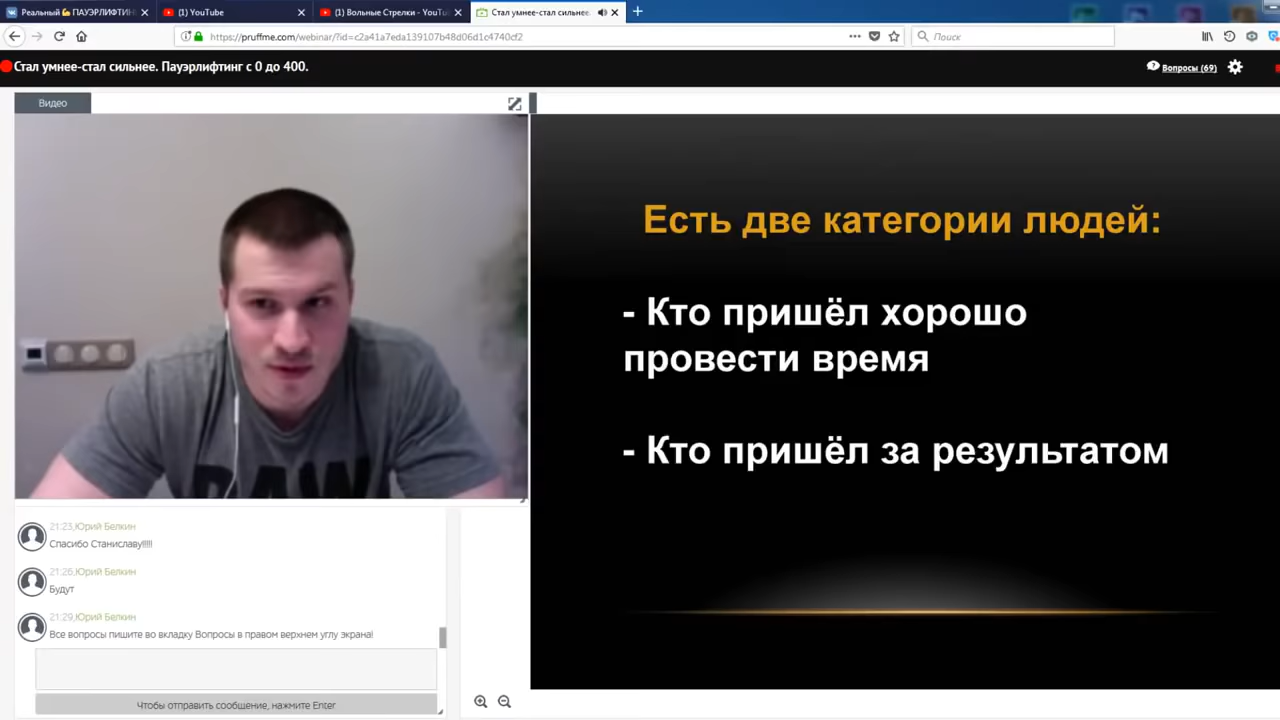 Реальный 💪 ПАУЭРЛИФТИН
(1) YouTube
(1) Вольные Стрелки - YouTu
Стал умнее-стал сильнее.
https://pruffme.com/webinar/?id=c2a41a7eda139107b48d06d1c4740cf2
Поиск
Стал умнее-стал сильнее. Пауэрлифтинг с 0 до 400.
Вопросы (69)
Видео
RAW
Есть две категории людей:
- Кто пришёл хорошо
провести время
- Кто пришёл за результатом
21:23,Юрий Белкин
Спасибо Станиславу!!!!!
21:26,Юрий Белкин
Будут
21:29,Юрий Белкин
Все вопросы пишите во вкладку Вопросы в правом верхнем углу экрана!
Чтобы отправить сообщение, нажмите Enter